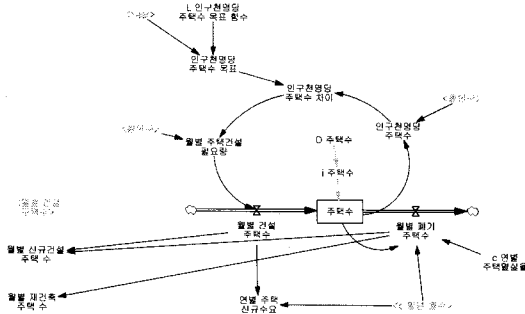 L 인구천명당
주택수 목표 함수
인구천명당
주택수 목표
인구천명당
주택수 차이
인구천명당
주택수
월별 주택건설
필요량
D 주택수
i 주택수
주택수
월별 건설
주택수
월별 폐기
주택수
월별 신규건설
주택 수
c 연별
주택멸실율
월별 재건축
주택 수
연별 주택
신규수요